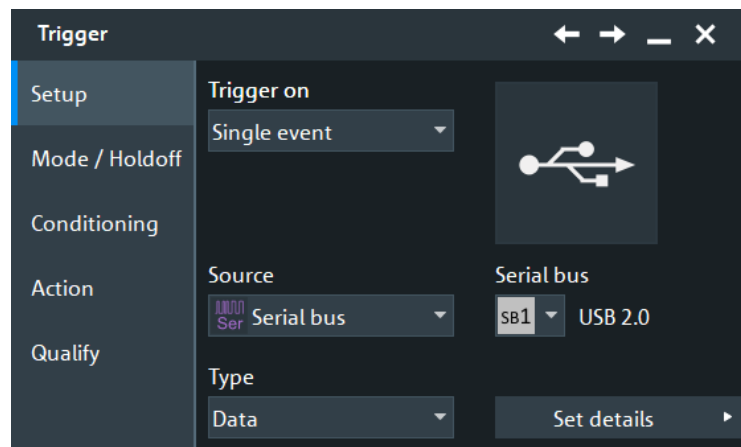 Trigger
Setup
Mode / Holdoff
Conditioning
Action
Qualify
Trigger on
Single event
Source
Serial bus
Ser Serial bus
SB1 USB 2.0
Type
Data
Set details